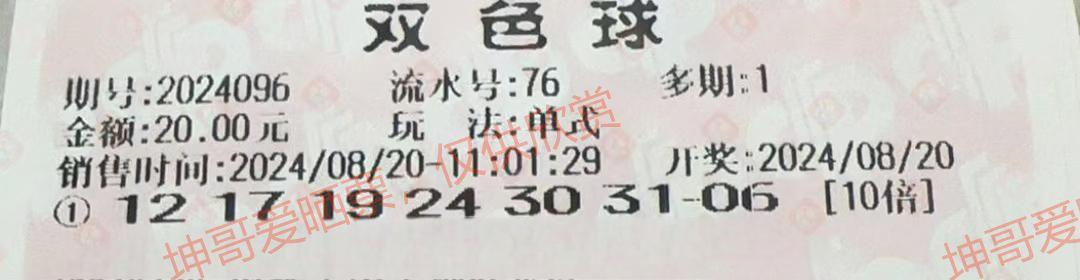 双色球
期号:2024096 流水号:76 多期:1
金额:20.00元 玩 法:单式
销售时间:2024/08/20-11:01:29 开奖:2024/08/20
① 12 17 19 24 30 31-06 [10倍]
坤哥爱晒票,仅供欣赏
坤哥爱晒